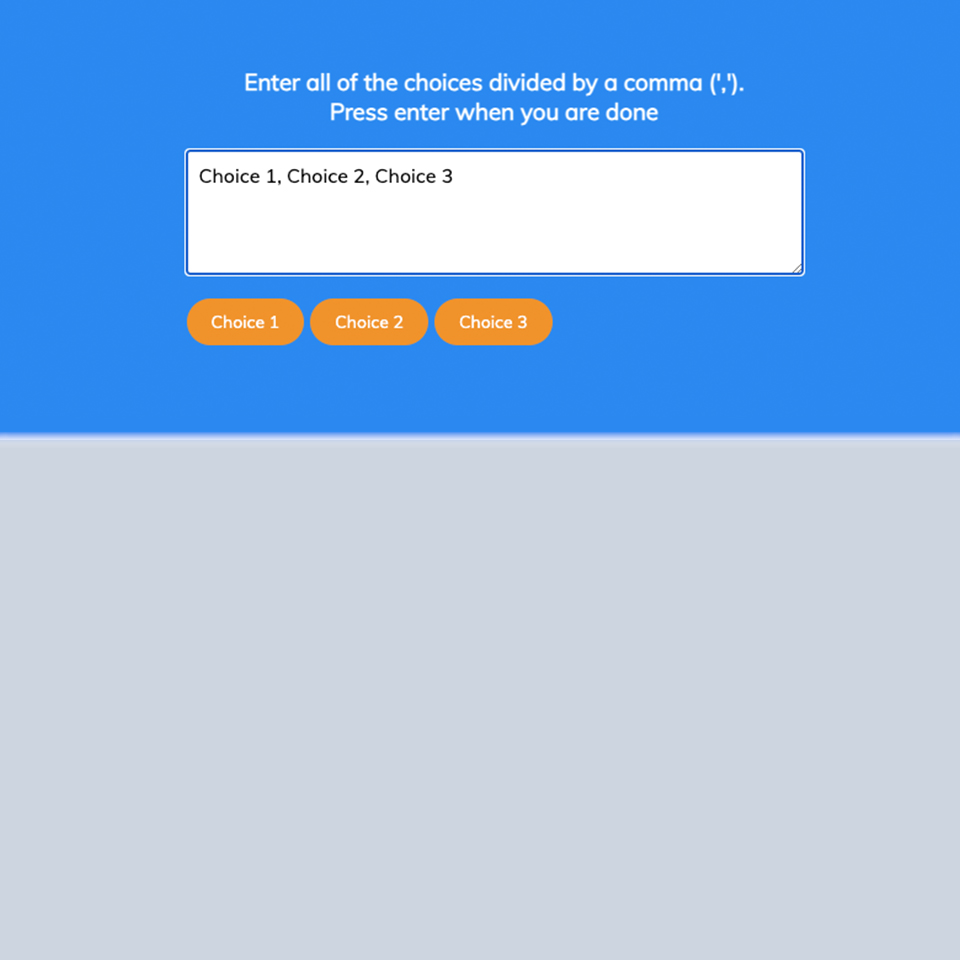 Enter all of the choices divided by a comma (',').
Press enter when you are done
Choice 1, Choice 2, Choice 3
Choice 1 Choice 2 Choice 3